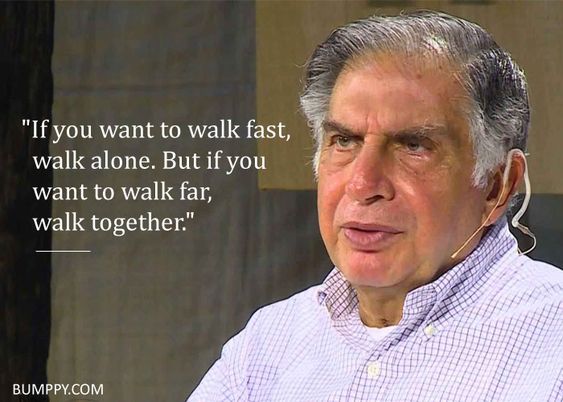 "If you want to walk fast,
walk alone. But if you
want to walk far,
walk together."
BUMPPY.COM